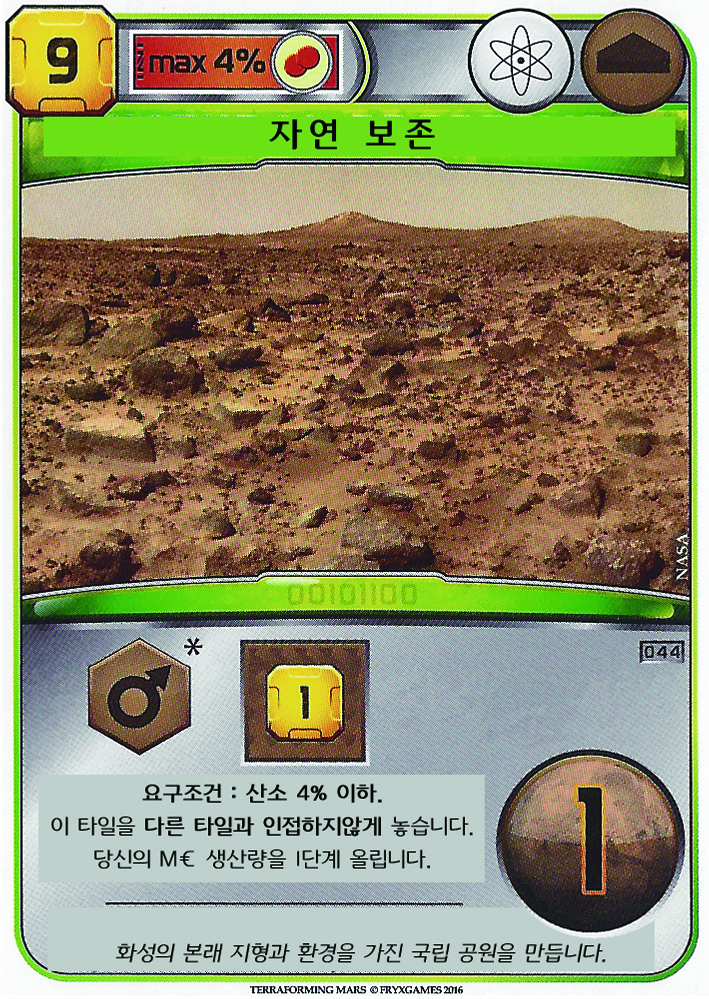 9
max 4%
자연 보존
NASA
00101100
*
1
044
요구조건 : 산소 4% 이하.
이 타일을 다른 타일과 인접하지않게 놓습니다.
당신의 M€ 생산량을 1단계 올립니다.
1
화성의 본래 지형과 환경을 가진 국립 공원을 만듭니다.
TERRAFORMING MARS © FRYXGAMES 2016